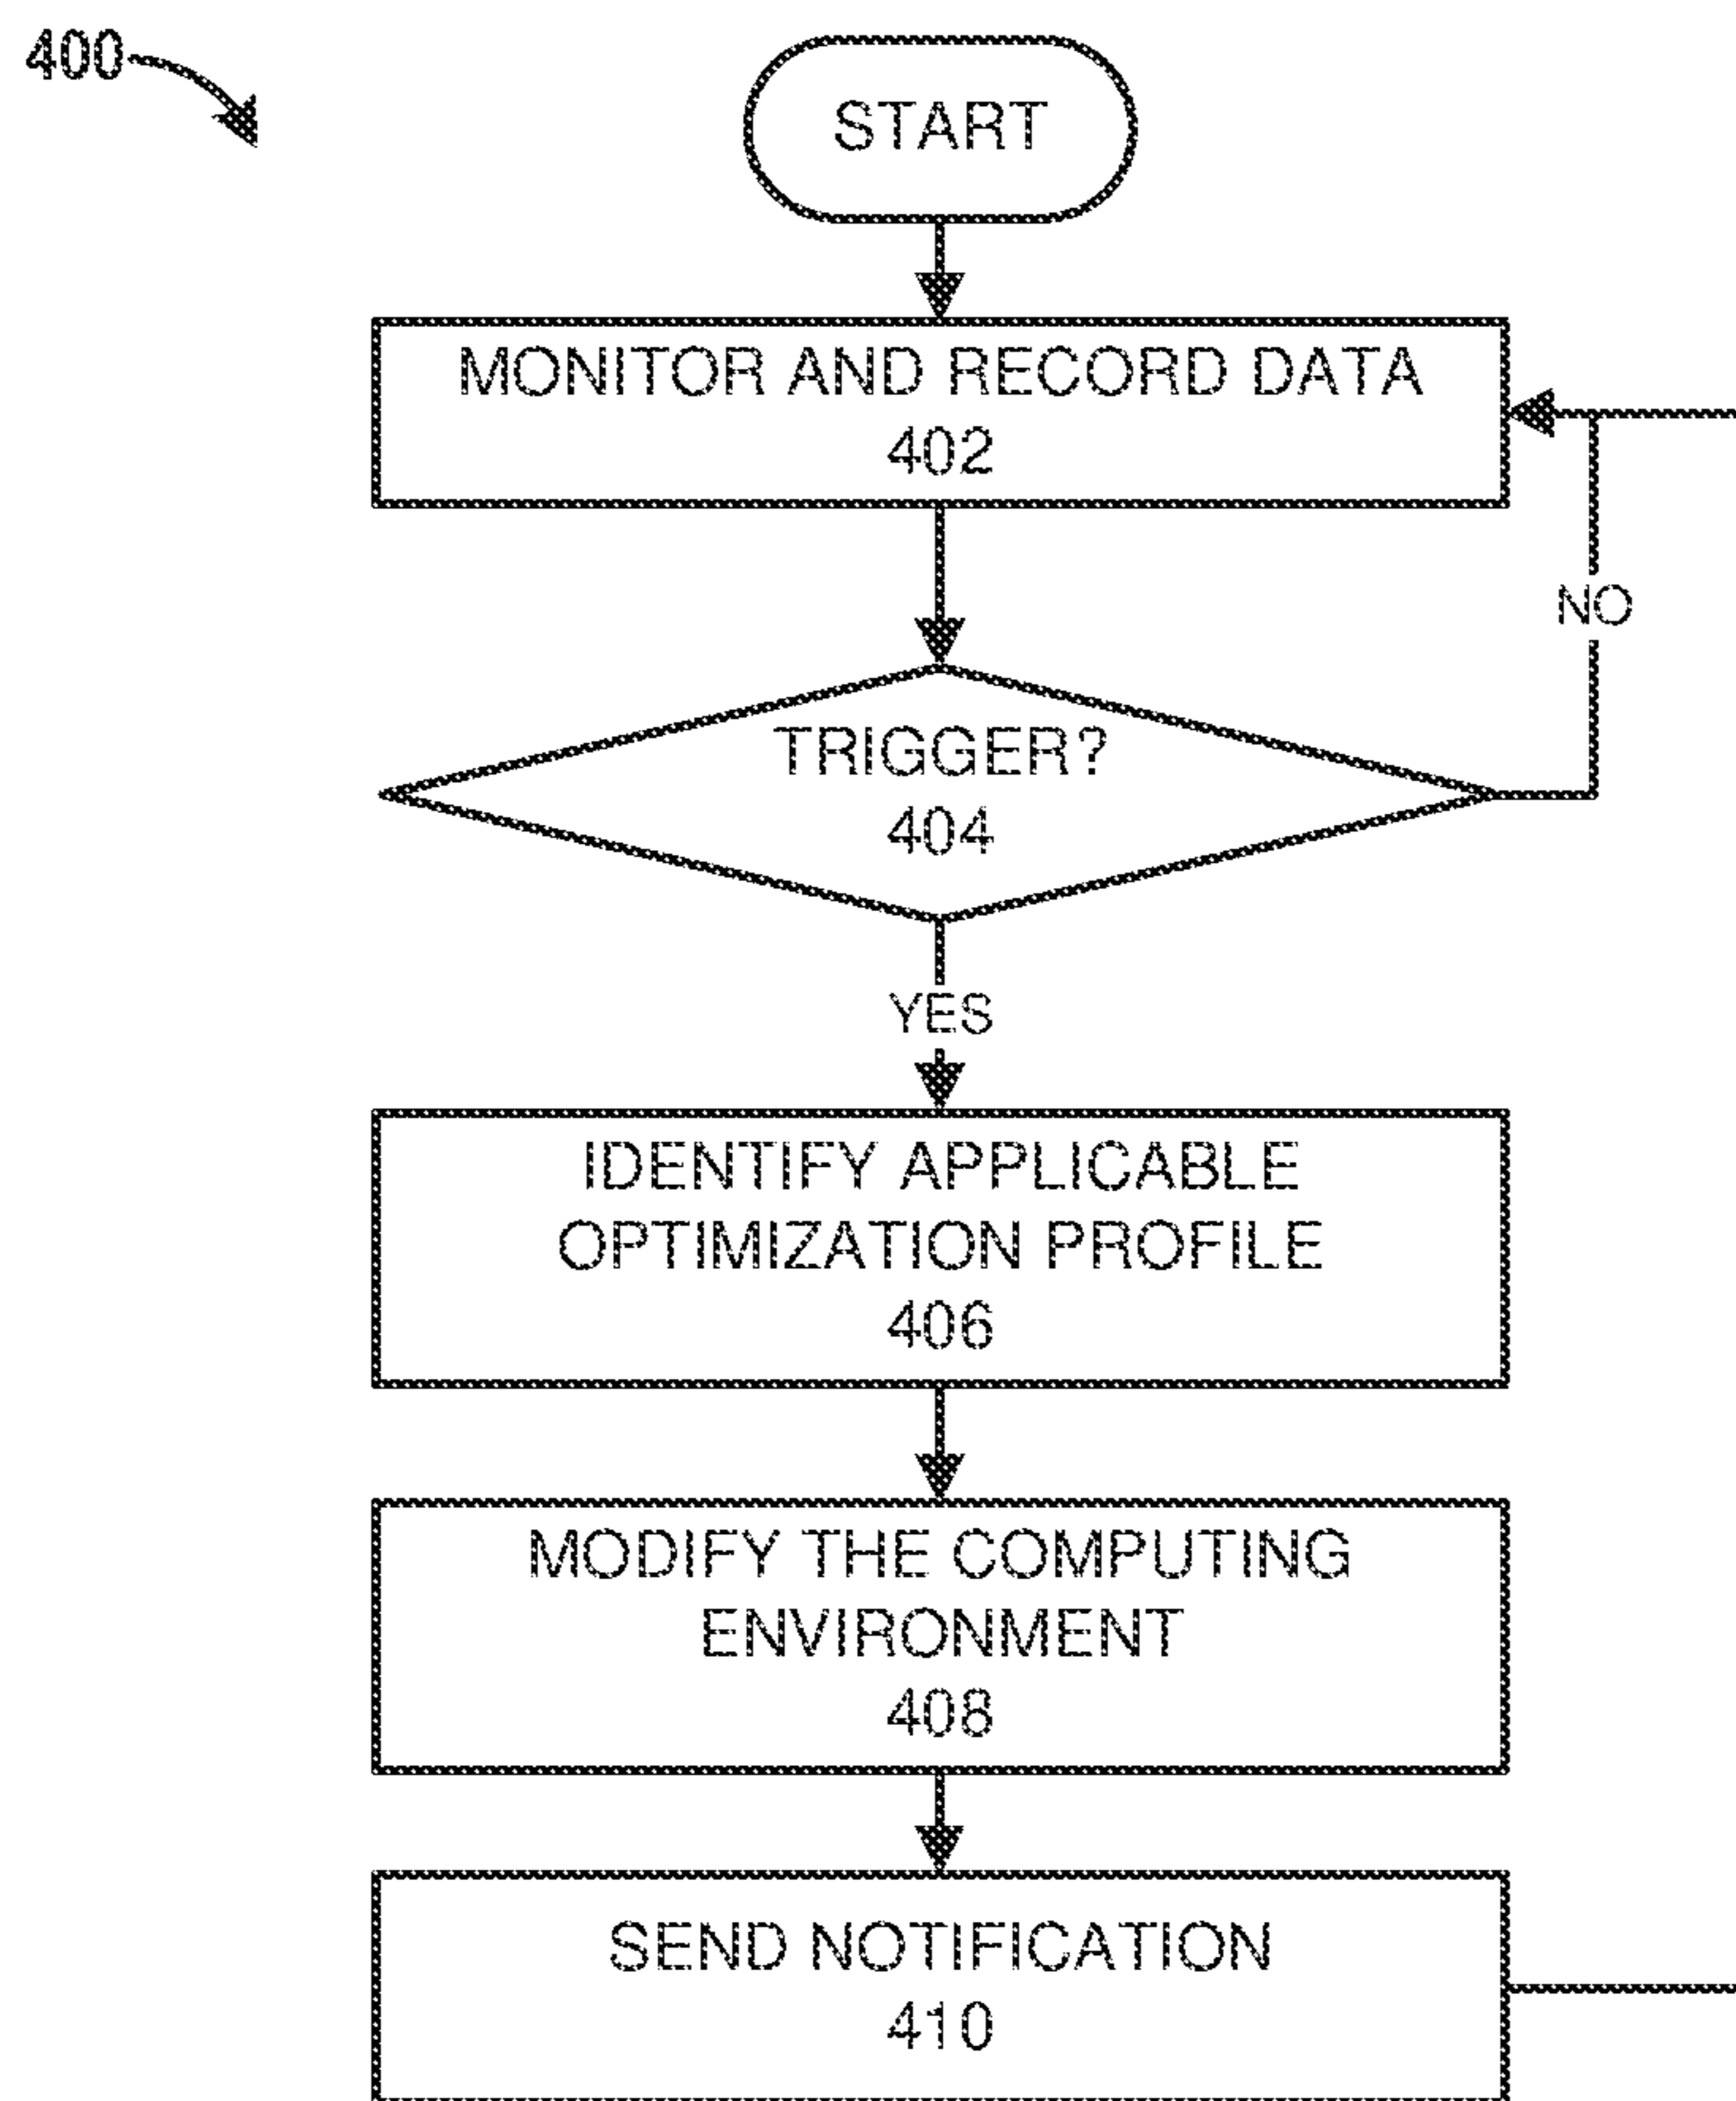 400
START
MONITOR AND RECORD DATA
402
NO
TRIGGER?
404
YES
IDENTIFY APPLICABLE
OPTIMIZATION PROFILE
406
MODIFY THE COMPUTING
ENVIRONMENT
408
SEND NOTIFICATION
410